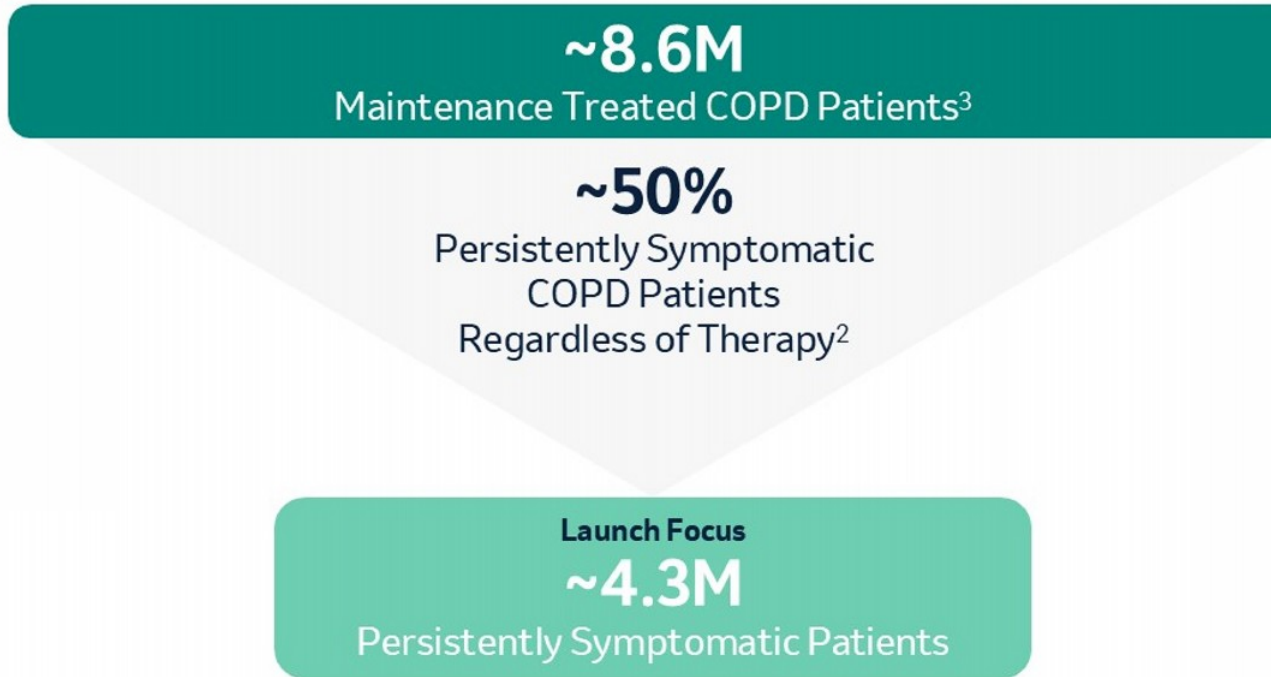 ~8.6M
Maintenance Treated COPD Patients³
~50%
Persistently Symptomatic
COPD Patients
Regardless of Therapy²
Launch Focus
~4.3M
Persistently Symptomatic Patients